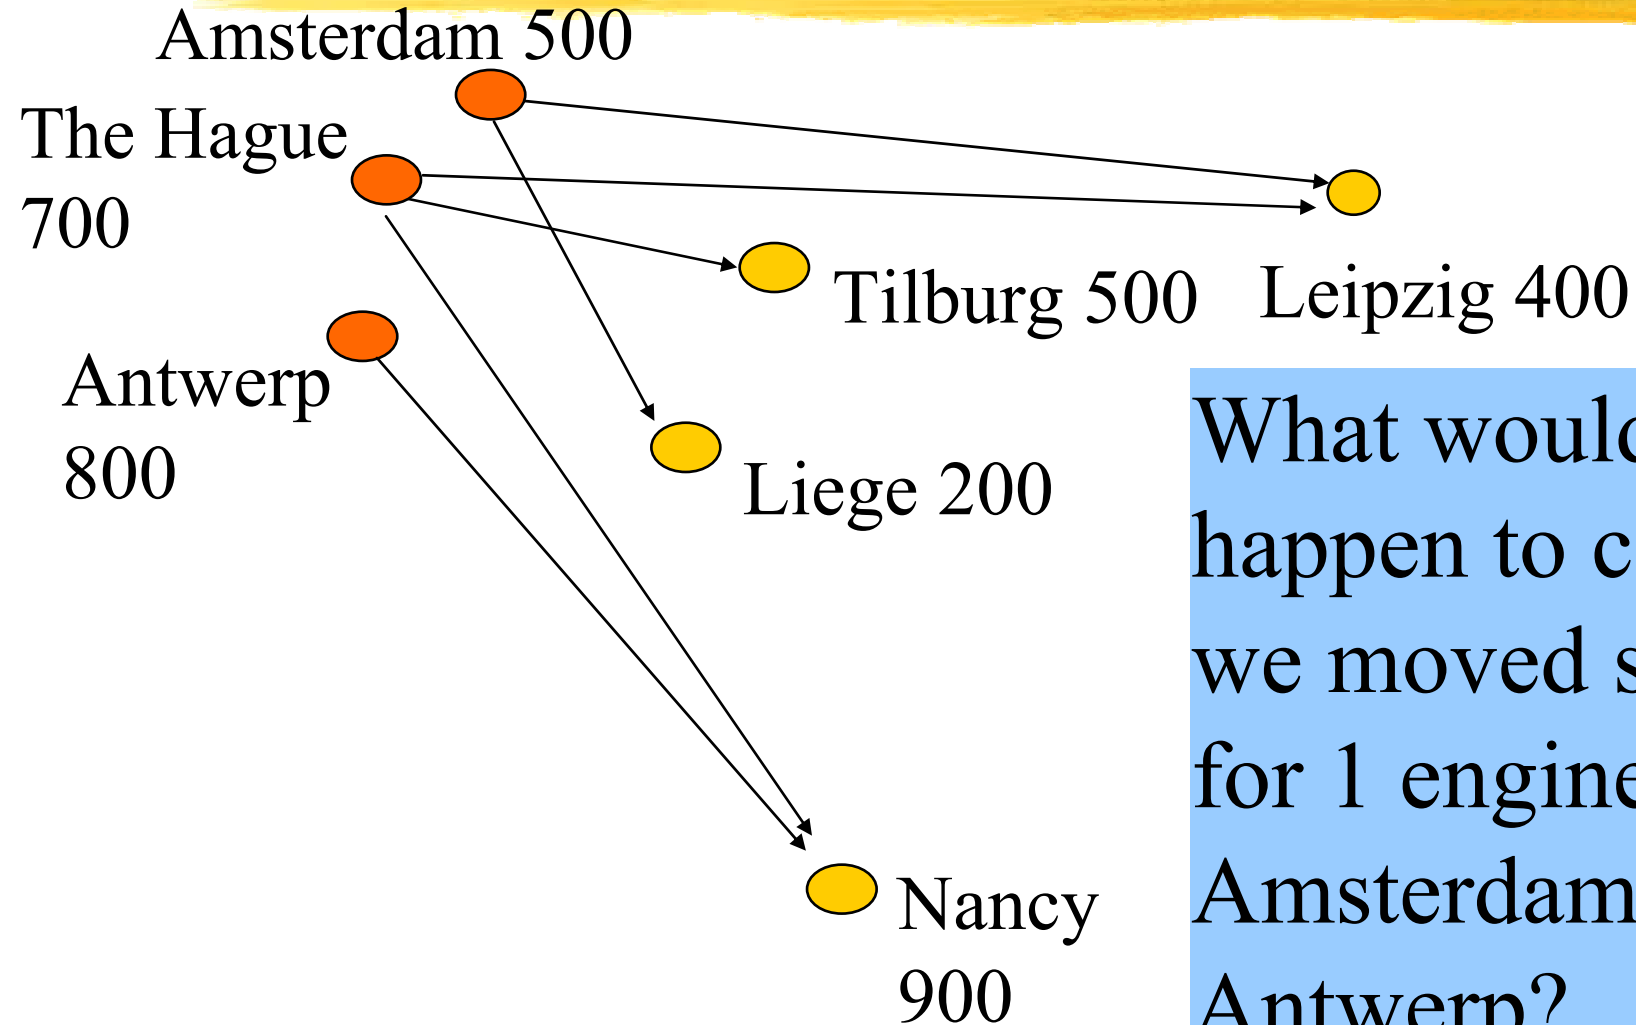 Amsterdam 500
The Hague
700
Tilburg 500
Leipzig 400
Antwerp
800
Liege 200
Nancy
900
What would
happen to c
we moved s
for 1 engine
Amsterdam
Antwerp?